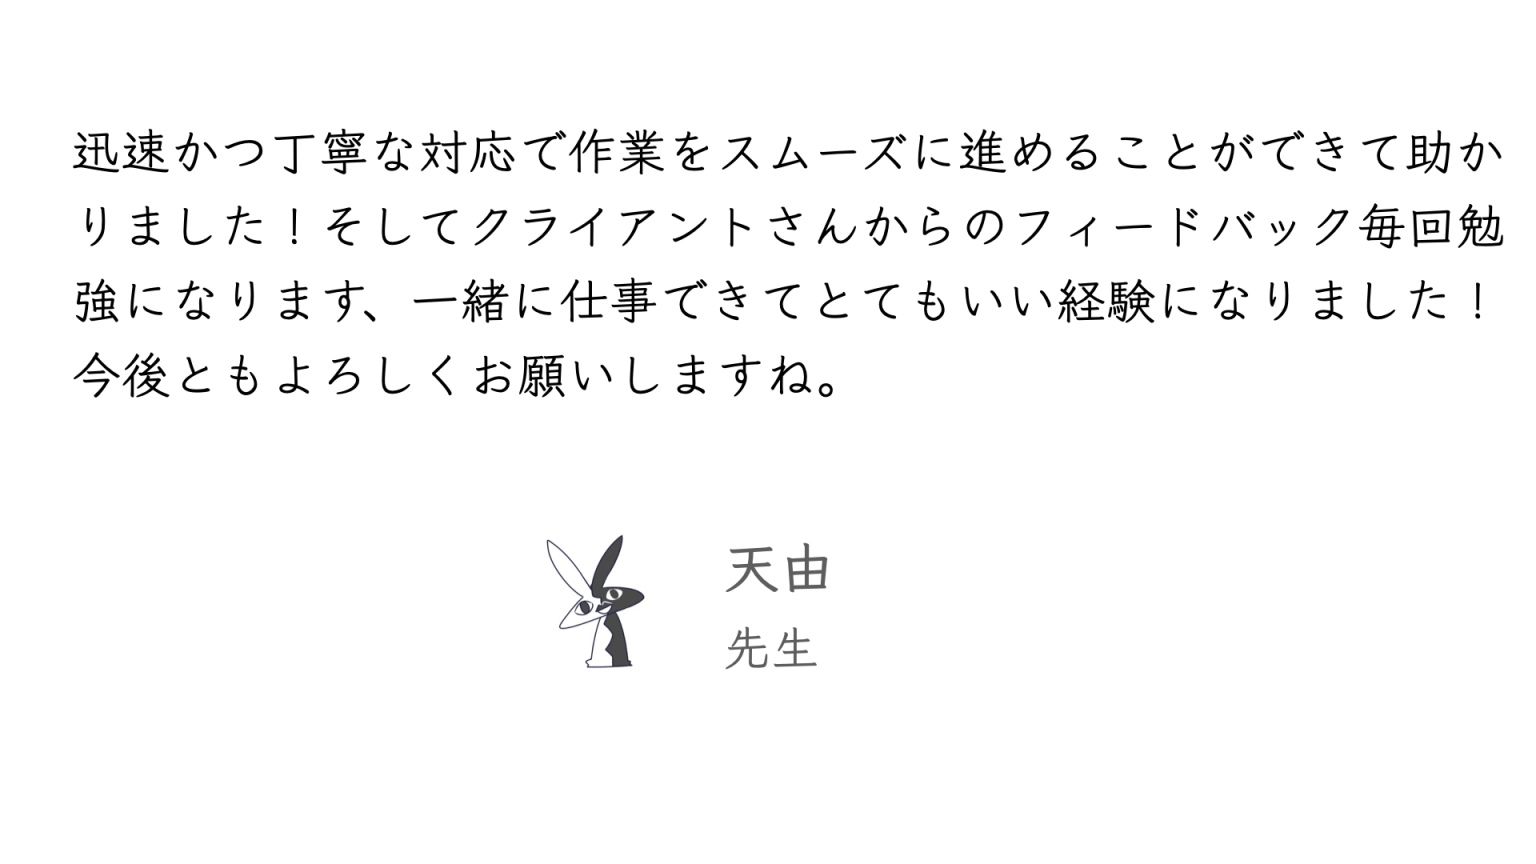 迅速かつ丁寧な対応で作業をスムーズに進めることができて助か
りました！そしてクライアントさんからのフィードバック毎回勉
強になります、一緒に仕事できてとてもいい経験になりました！
今後ともよろしくお願いしますね。
天由
先生